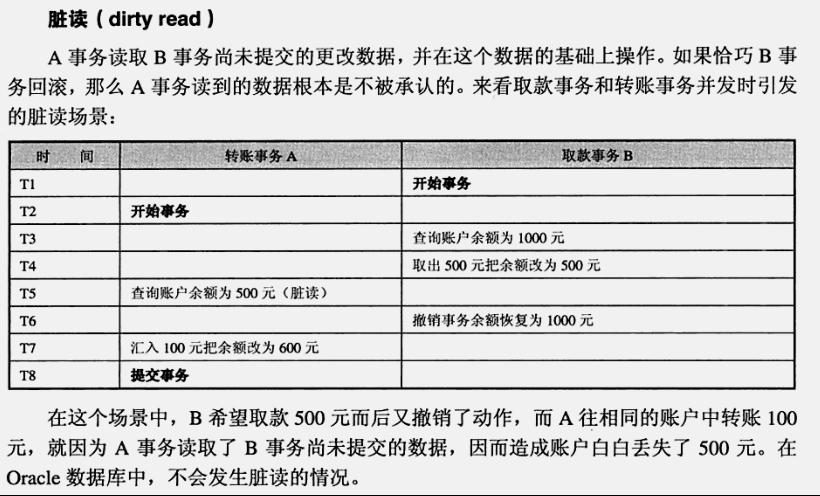 脏读（dirty read）
A 事务读取 B 事务尚未提交的更改数据，并在这个数据的基础上操作。如果恰巧 B 事
务回滚，那么 A 事务读到的数据根本是不被承认的。来看取款事务和转账事务并发时引发
的脏读场景：
时 间 转账事务 A 取款事务 B
T1 开始事务
T2 开始事务
T3 查询账户余额为 1000 元
T4 取出 500 元把余额改为 500 元
T5 查询账户余额为 500 元（脏读）
T6 撤销事务余额恢复为 1000 元
T7 汇入 100 元把余额改为 600 元
T8 提交事务
在这个场景中，B 希望取款 500 元而后又撤销了动作，而 A 往相同的账户中转账 100
元，就因为 A 事务读取了 B 事务尚未提交的数据，因而造成账户白白丢失了 500 元。在
Oracle 数据库中，不会发生脏读的情况。